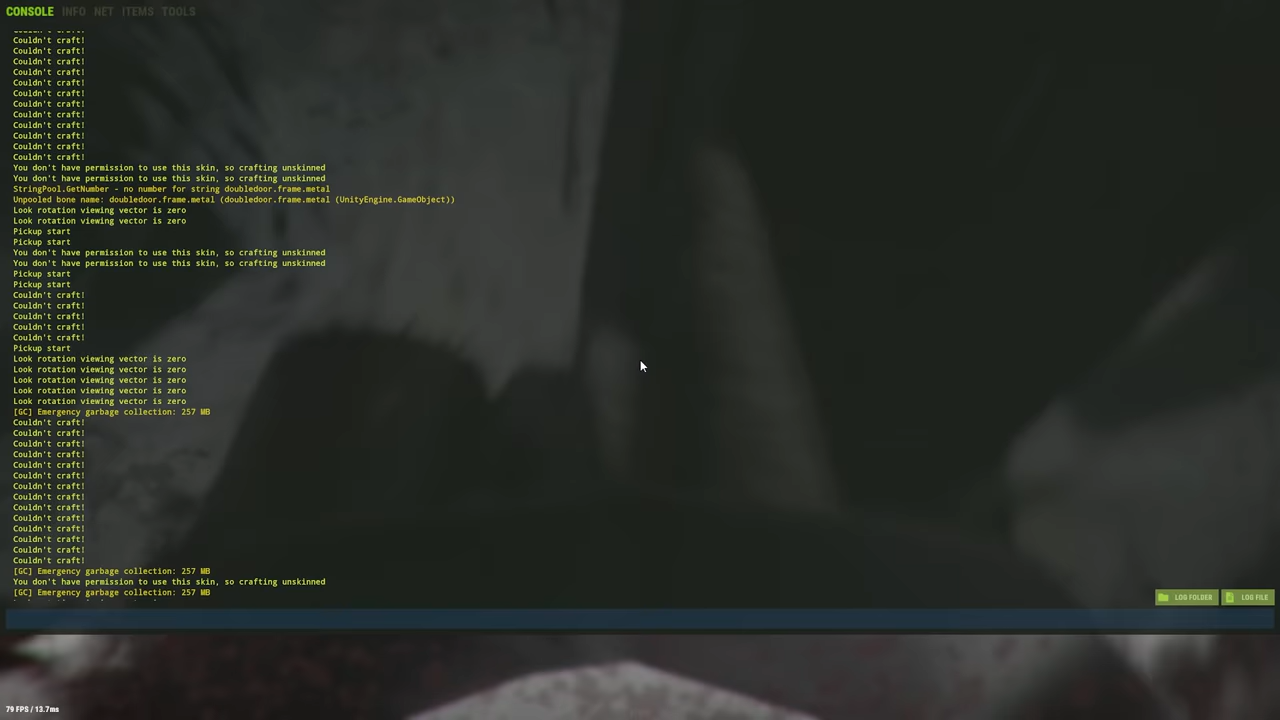 CONSOLE INFO NET ITEMS TOOLS
Couldn't craft!
Couldn't craft!
Couldn't craft!
Couldn't craft!
Couldn't craft!
Couldn't craft!
Couldn't craft!
Couldn't craft!
Couldn't craft!
Couldn't craft!
Couldn't craft!
Couldn't craft!
Couldn't craft!
You don't have permission to use this skin, so crafting unskinned
You don't have permission to use this skin, so crafting unskinned
StringPool.GetNumber - no number for string doubledoor.frame.metal
Unpooled bone name: doubledoor.frame.metal (doubledoor.frame.metal (UnityEngine.GameObject))
Look rotation viewing vector is zero
Look rotation viewing vector is zero
Pickup start
Pickup start
You don't have permission to use this skin, so crafting unskinned
You don't have permission to use this skin, so crafting unskinned
Pickup start
Pickup start
Couldn't craft!
Couldn't craft!
Couldn't craft!
Couldn't craft!
Couldn't craft!
Pickup start
Look rotation viewing vector is zero
Look rotation viewing vector is zero
Look rotation viewing vector is zero
Look rotation viewing vector is zero
Look rotation viewing vector is zero
[GC] Emergency garbage collection: 257 MB
Couldn't craft!
Couldn't craft!
Couldn't craft!
Couldn't craft!
Couldn't craft!
Couldn't craft!
Couldn't craft!
Couldn't craft!
Couldn't craft!
Couldn't craft!
Couldn't craft!
Couldn't craft!
Couldn't craft!
Couldn't craft!
[GC] Emergency garbage collection: 257 MB
You don't have permission to use this skin, so crafting unskinned
[GC] Emergency garbage collection: 257 MB
LOG FOLDER LOG FILE
79 FPS / 13.7ms